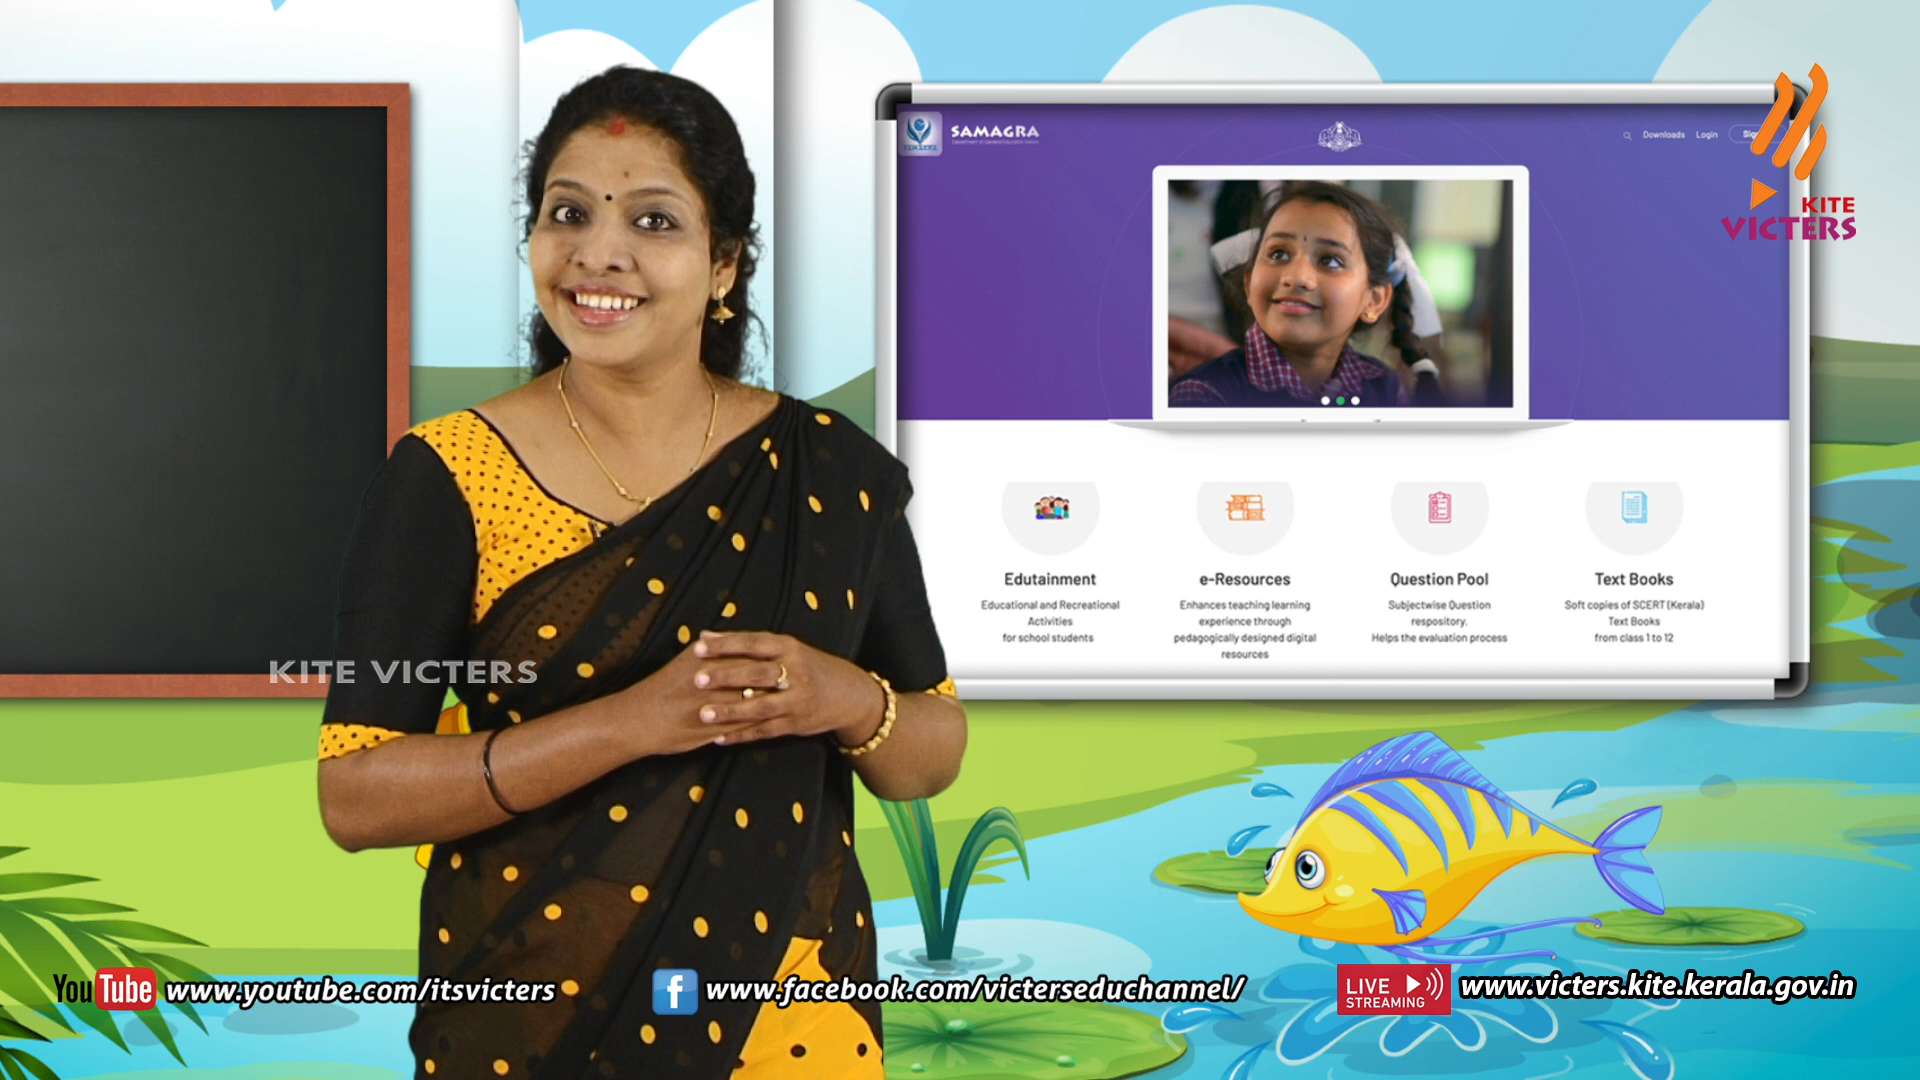 SAMAGRA
Downloads
Login
KITE
VICTERS
Edutainment
Educational and Recreational
Activities
for school students
e-Resources
Enhances teaching learning
experience through
pedagogically designed digital
resources
Question Pool
Subjectwise Question
respository.
Helps the evaluation process
Text Books
Soft copies of SCERT (Kerala)
Text Books
from class 1 to 12
KITE VICTERS
YouTube www.youtube.com/itsvicters
f www.facebook.com/victerseduchannel/
LIVE
STREAMING
www.victers.kite.kerala.gov.in